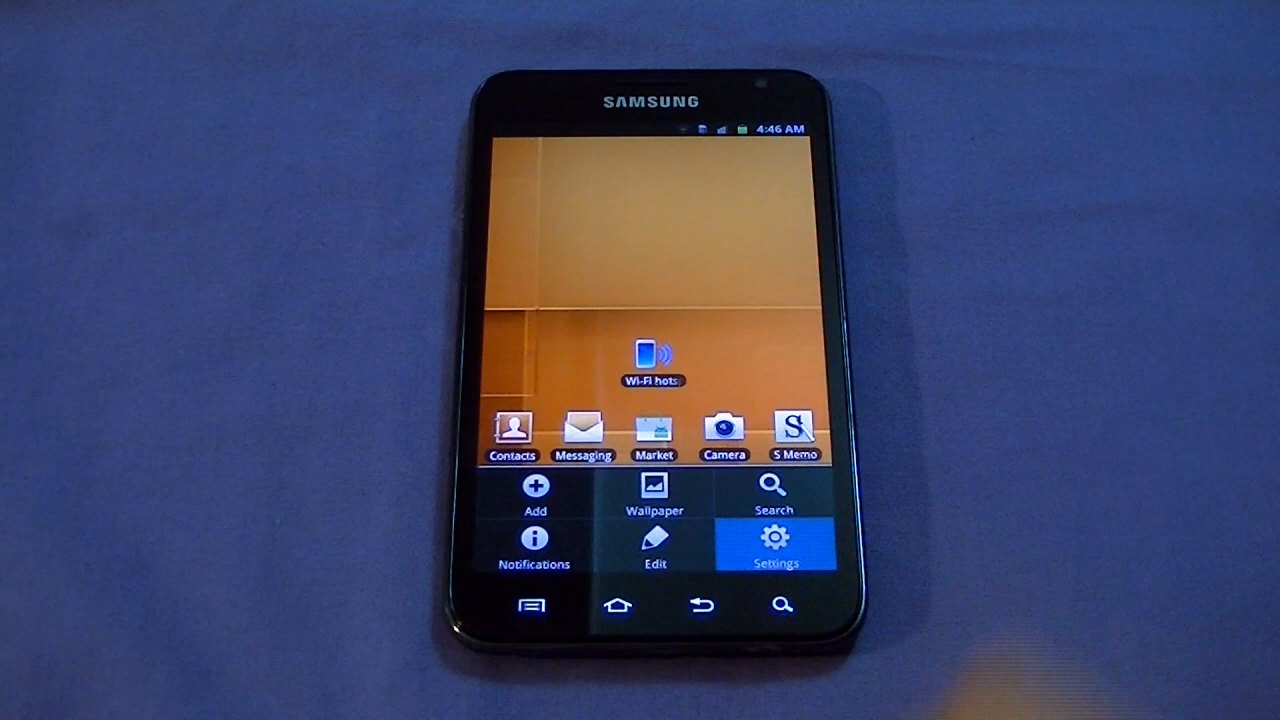 SAMSUNG
4:46 AM
Wi-Fi hots
Contacts Messaging Market Camera S Memo
Add Wallpaper Search
Notifications Edit Settings